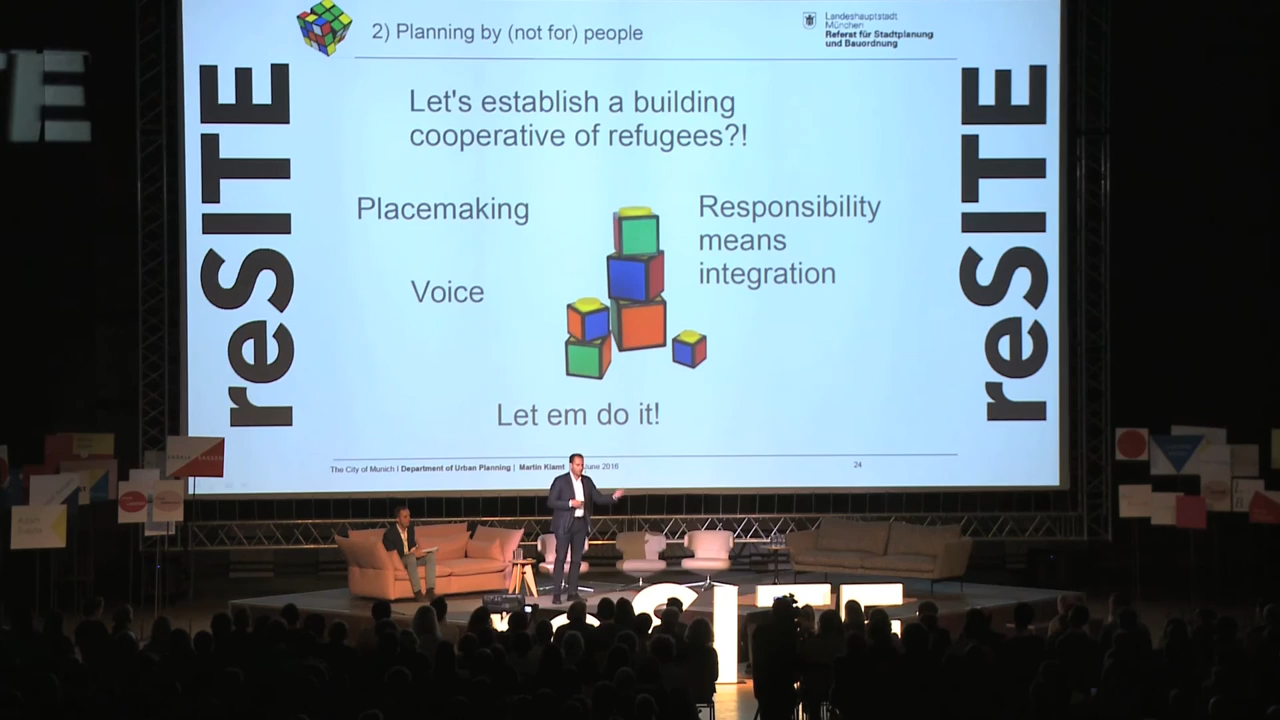 2) Planning by (not for) people
Landeshauptstadt
München
Referat für Stadtplanung
und Bauordnung
reSITE
reSITE
Let's establish a building
cooperative of refugees?!
Placemaking
Responsibility
means
integration
Voice
Let em do it!
The City of Munich | Department of Urban Planning | Martin Klamt June 2016
24